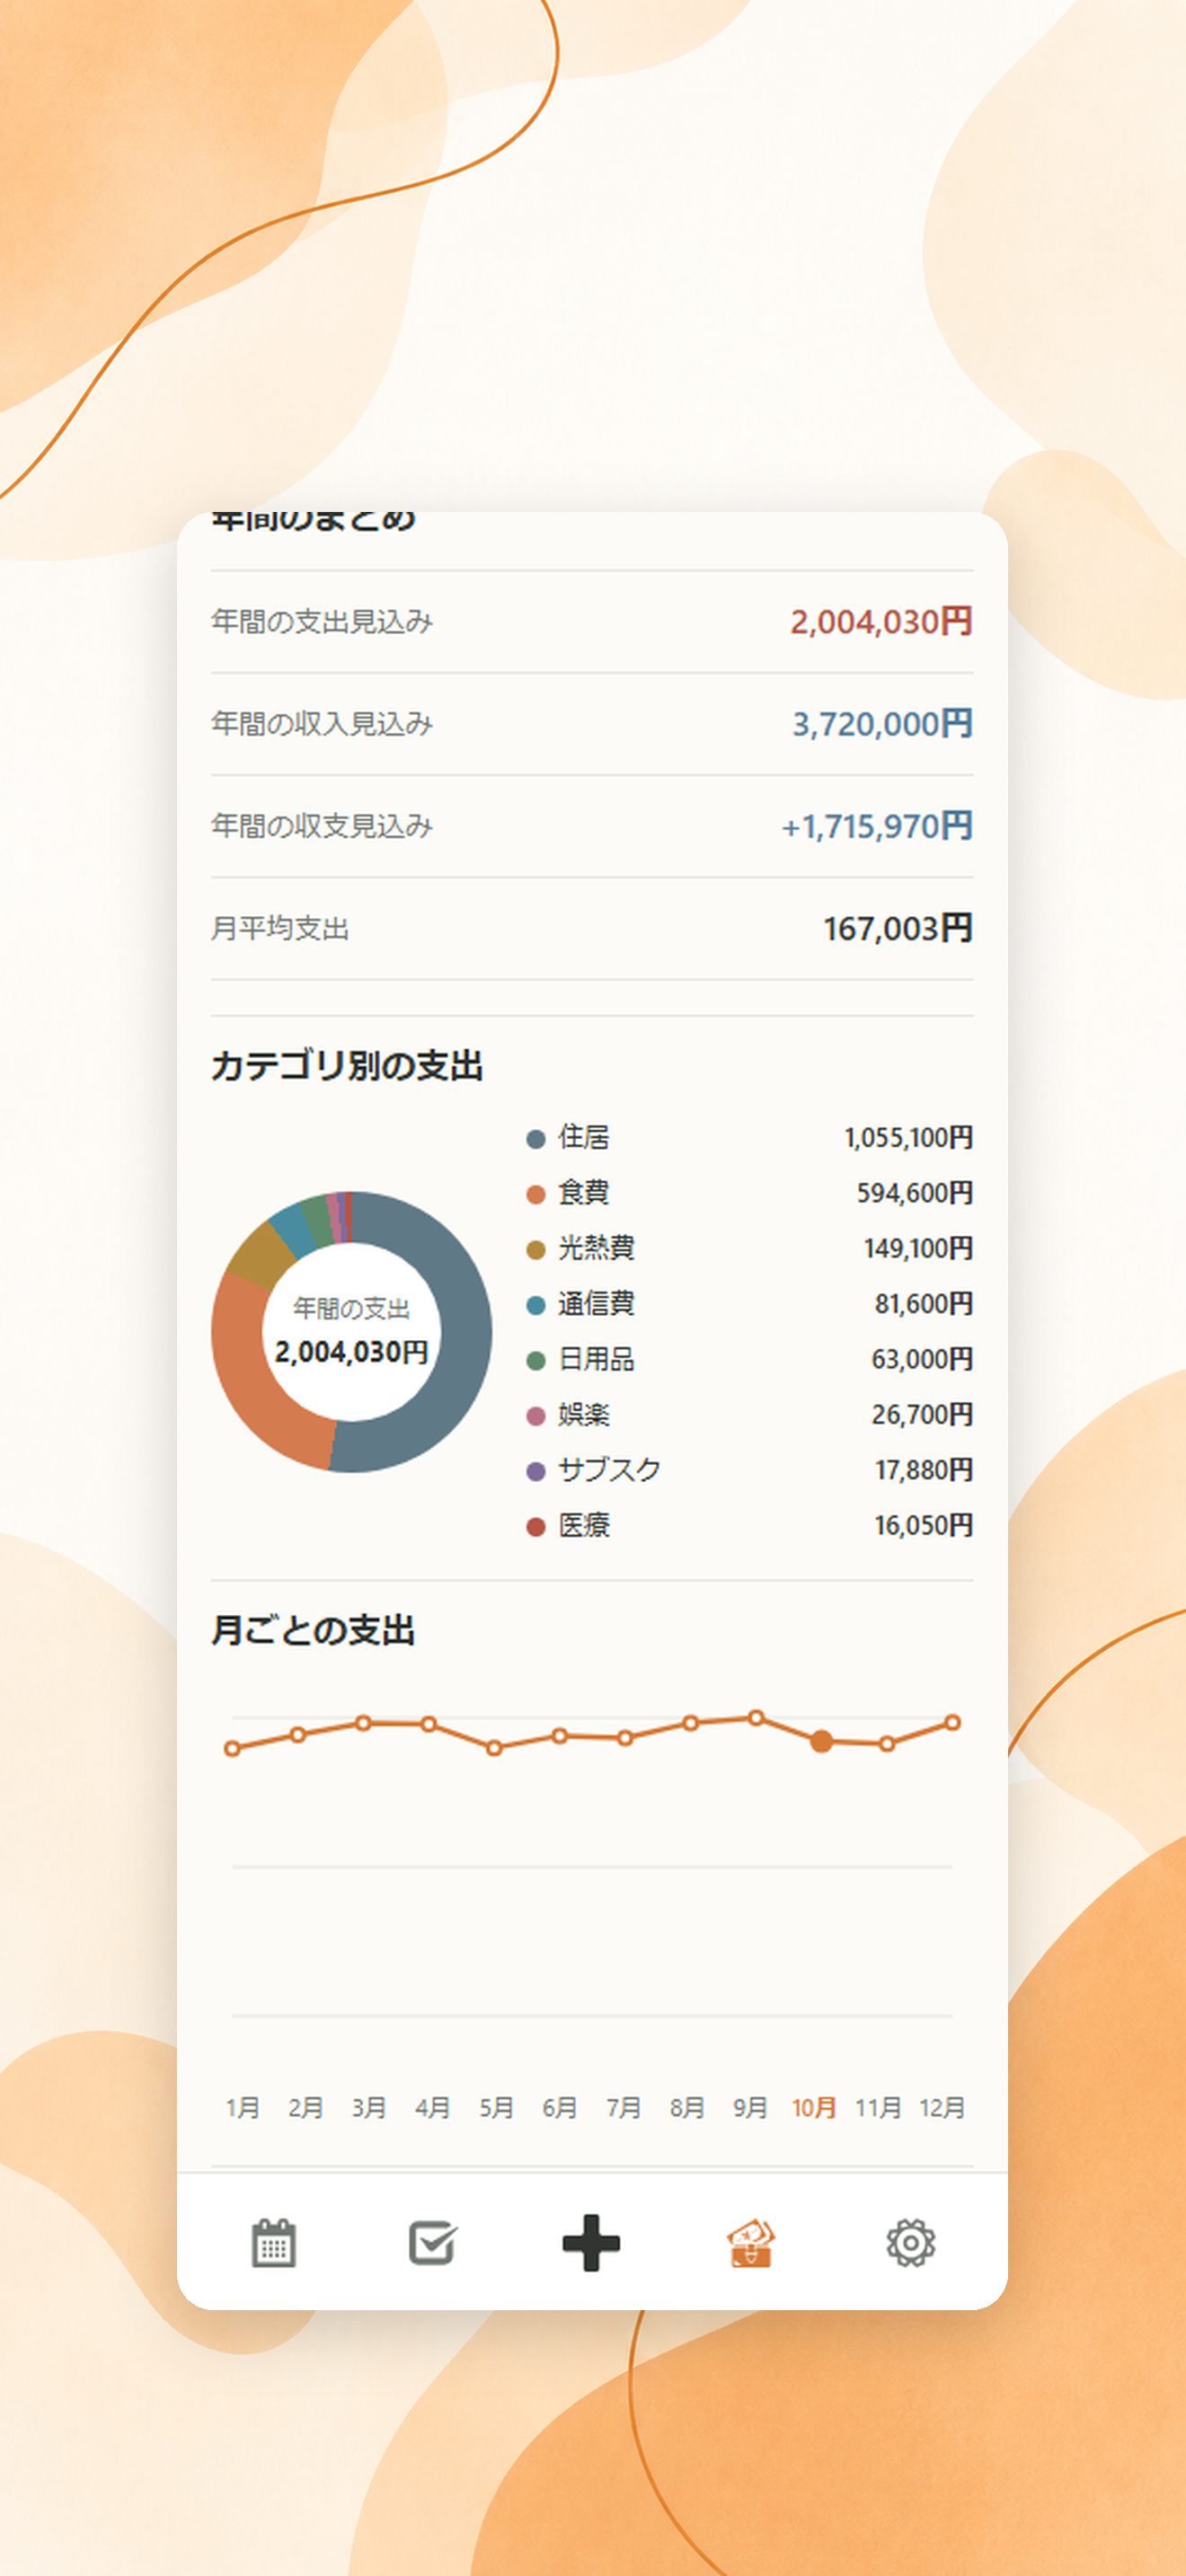 年間のまとめ
年間の支出見込み 2,004,030円
年間の収入見込み 3,720,000円
年間の収支見込み +1,715,970円
月平均支出 167,003円
カテゴリ別の支出
年間の支出
2,004,030円
住居 1,055,100円
食費 594,600円
光熱費 149,100円
通信費 81,600円
日用品 63,000円
娯楽 26,700円
サブスク 17,880円
医療 16,050円
月ごとの支出
1月 2月 3月 4月 5月 6月 7月 8月 9月 10月 11月 12月